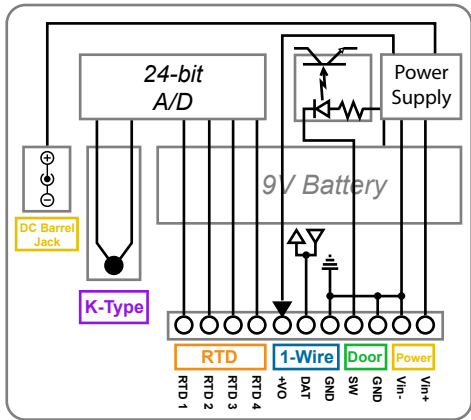 24-bit
A/D
Power
Supply
9V Battery
DC Barrel
Jack
K-Type
RTD
1-Wire
Door
Power
RTD 1
RTD 2
RTD 3
RTD 4
+VO
DAT
GND
SW
GND
Vin-
Vin+